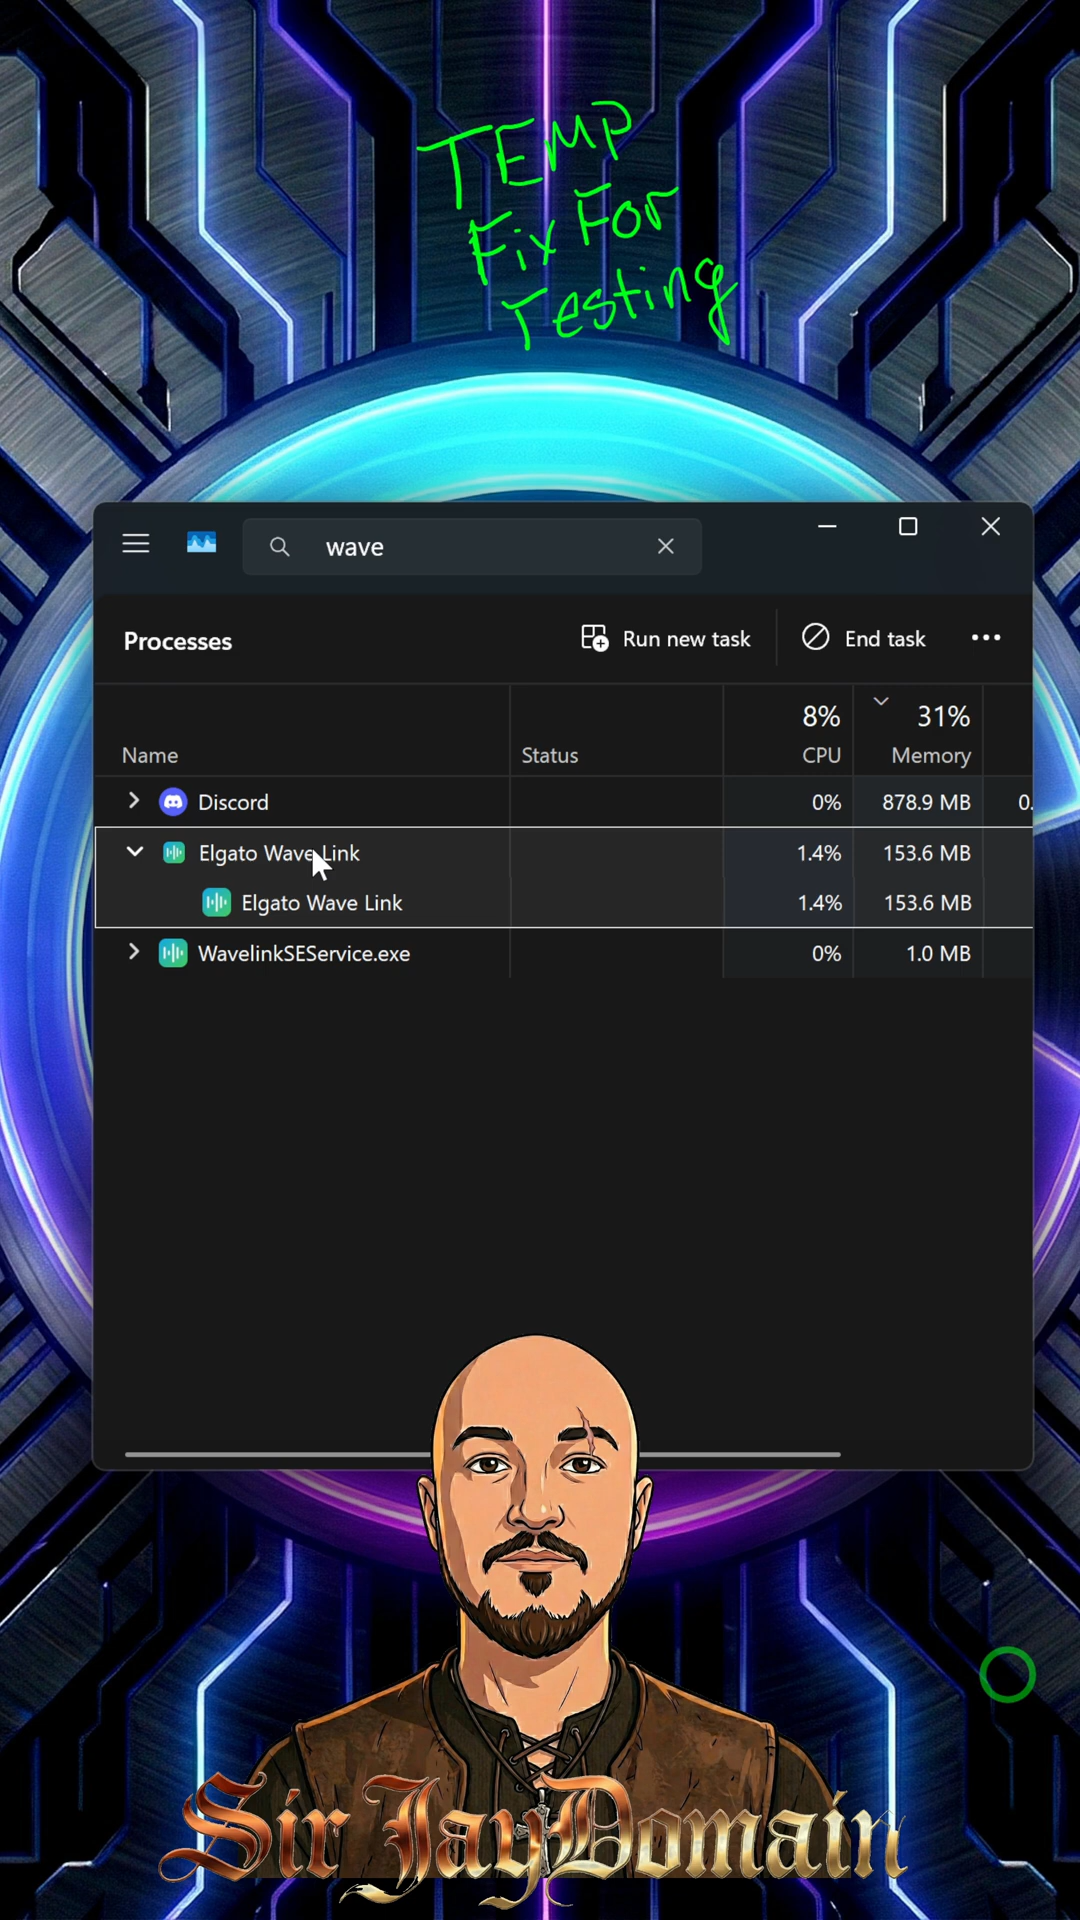 TEMP
Fix For
Testing
wave
Processes
Run new task
End task
8%
31%
Name
Status
CPU
Memory
Discord
0%
878.9 MB
0.
Elgato Wave Link
1.4%
153.6 MB
Elgato Wave Link
1.4%
153.6 MB
WavelinkSEService.exe
0%
1.0 MB
Sir JayDomain